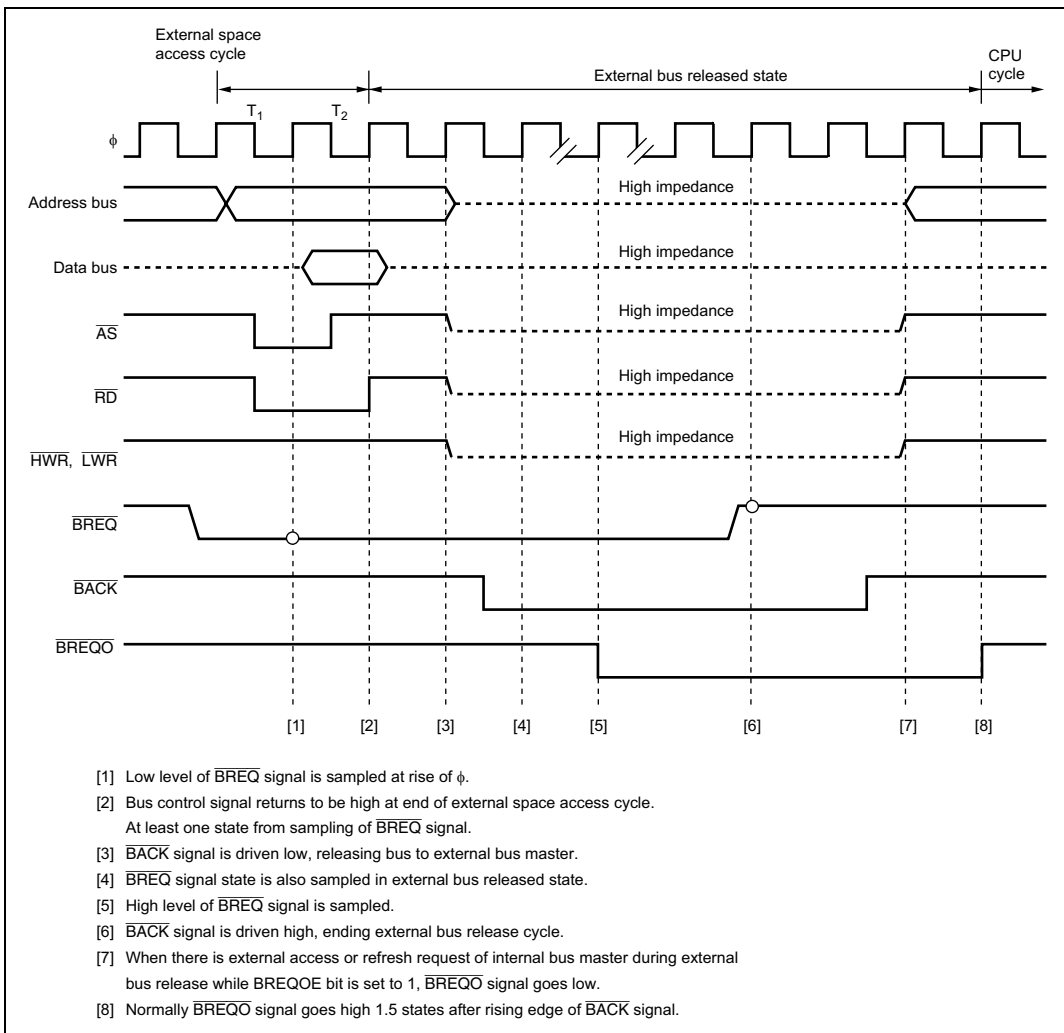 External space
access cycle
External bus released state
CPU
cycle
T1
T2
ϕ
Address bus
High impedance
Data bus
High impedance
AS
High impedance
RD
High impedance
HWR, LWR
High impedance
BREQ
BACK
BREQO
[1] [2] [3] [4] [5] [6] [7] [8]
[1] Low level of BREQ signal is sampled at rise of ϕ.
[2] Bus control signal returns to be high at end of external space access cycle.
At least one state from sampling of BREQ signal.
[3] BACK signal is driven low, releasing bus to external bus master.
[4] BREQ signal state is also sampled in external bus released state.
[5] High level of BREQ signal is sampled.
[6] BACK signal is driven high, ending external bus release cycle.
[7] When there is external access or refresh request of internal bus master during external
bus release while BREQOE bit is set to 1, BREQO signal goes low.
[8] Normally BREQO signal goes high 1.5 states after rising edge of BACK signal.